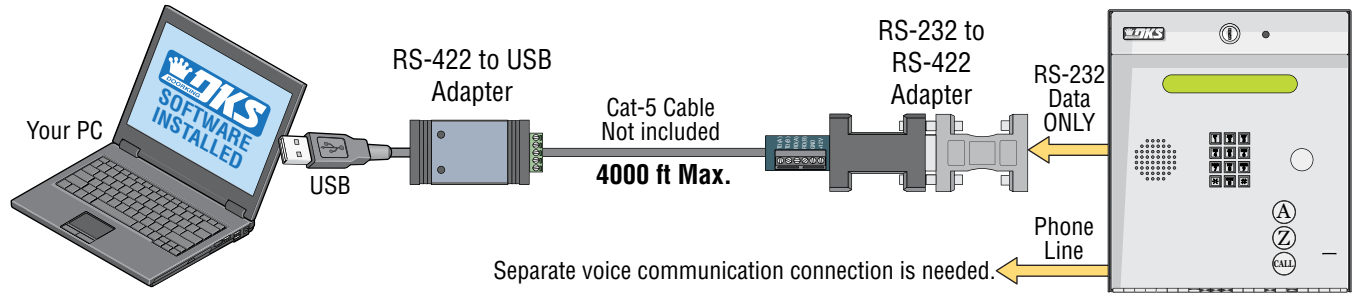 Your PC
DOORKING
DKS
SOFTWARE
INSTALLED
USB
RS-422 to USB
Adapter
Cat-5 Cable
Not included
4000 ft Max.
RS-232 to
RS-422
Adapter
RS-232
Data
ONLY
Phone
Line
Separate voice communication connection is needed.
DKS
A
Z
CALL